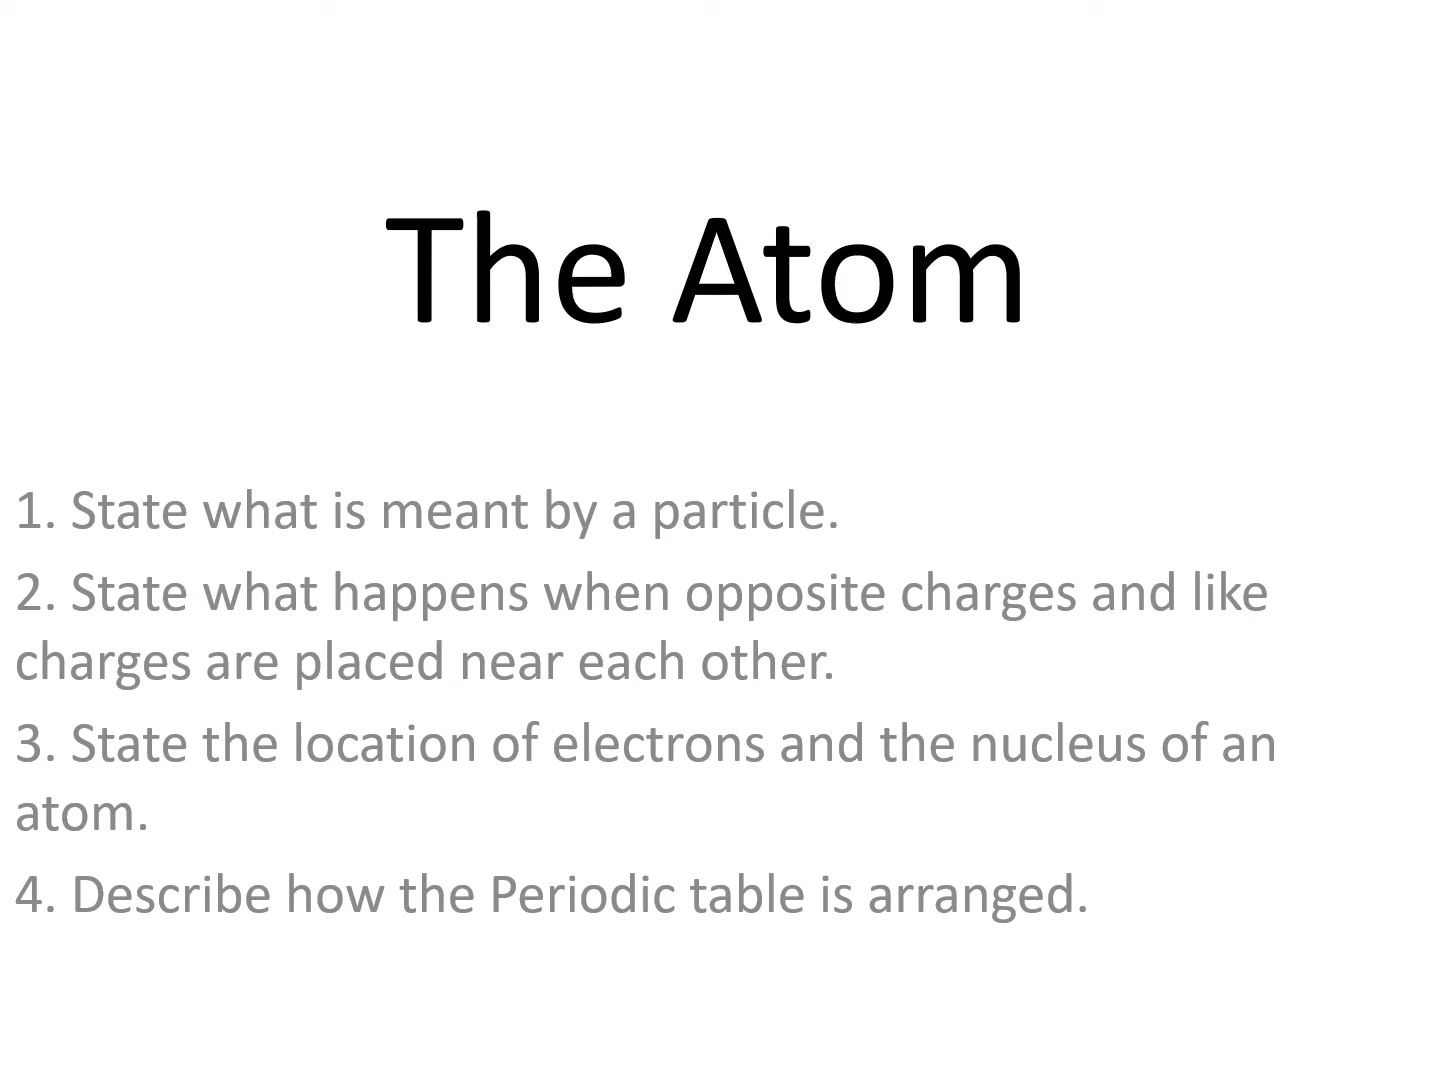 The Atom
1. State what is meant by a particle.
2. State what happens when opposite charges and like
charges are placed near each other.
3. State the location of electrons and the nucleus of an
atom.
4. Describe how the Periodic table is arranged.